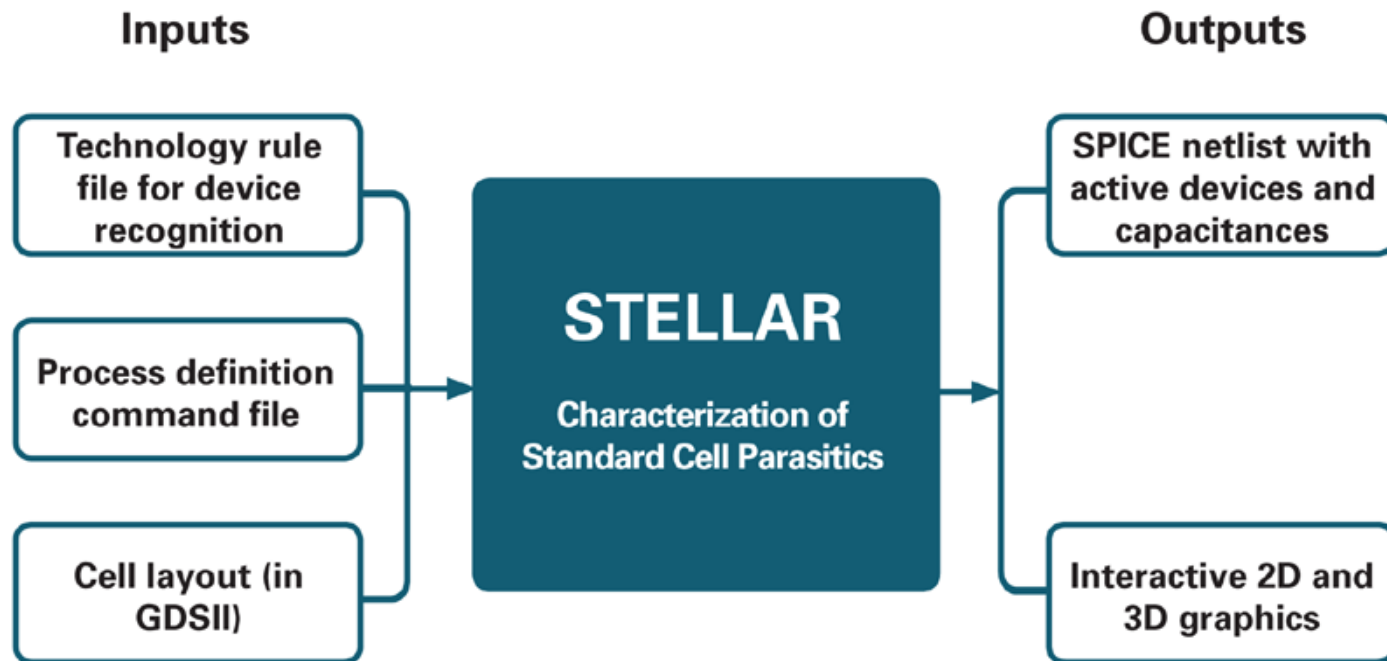 Inputs
Outputs
Technology rule
file for device
recognition
Process definition
command file
Cell layout (in
GDSII)
STELLAR
Characterization of
Standard Cell Parasitics
SPICE netlist with
active devices and
capacitances
Interactive 2D and
3D graphics